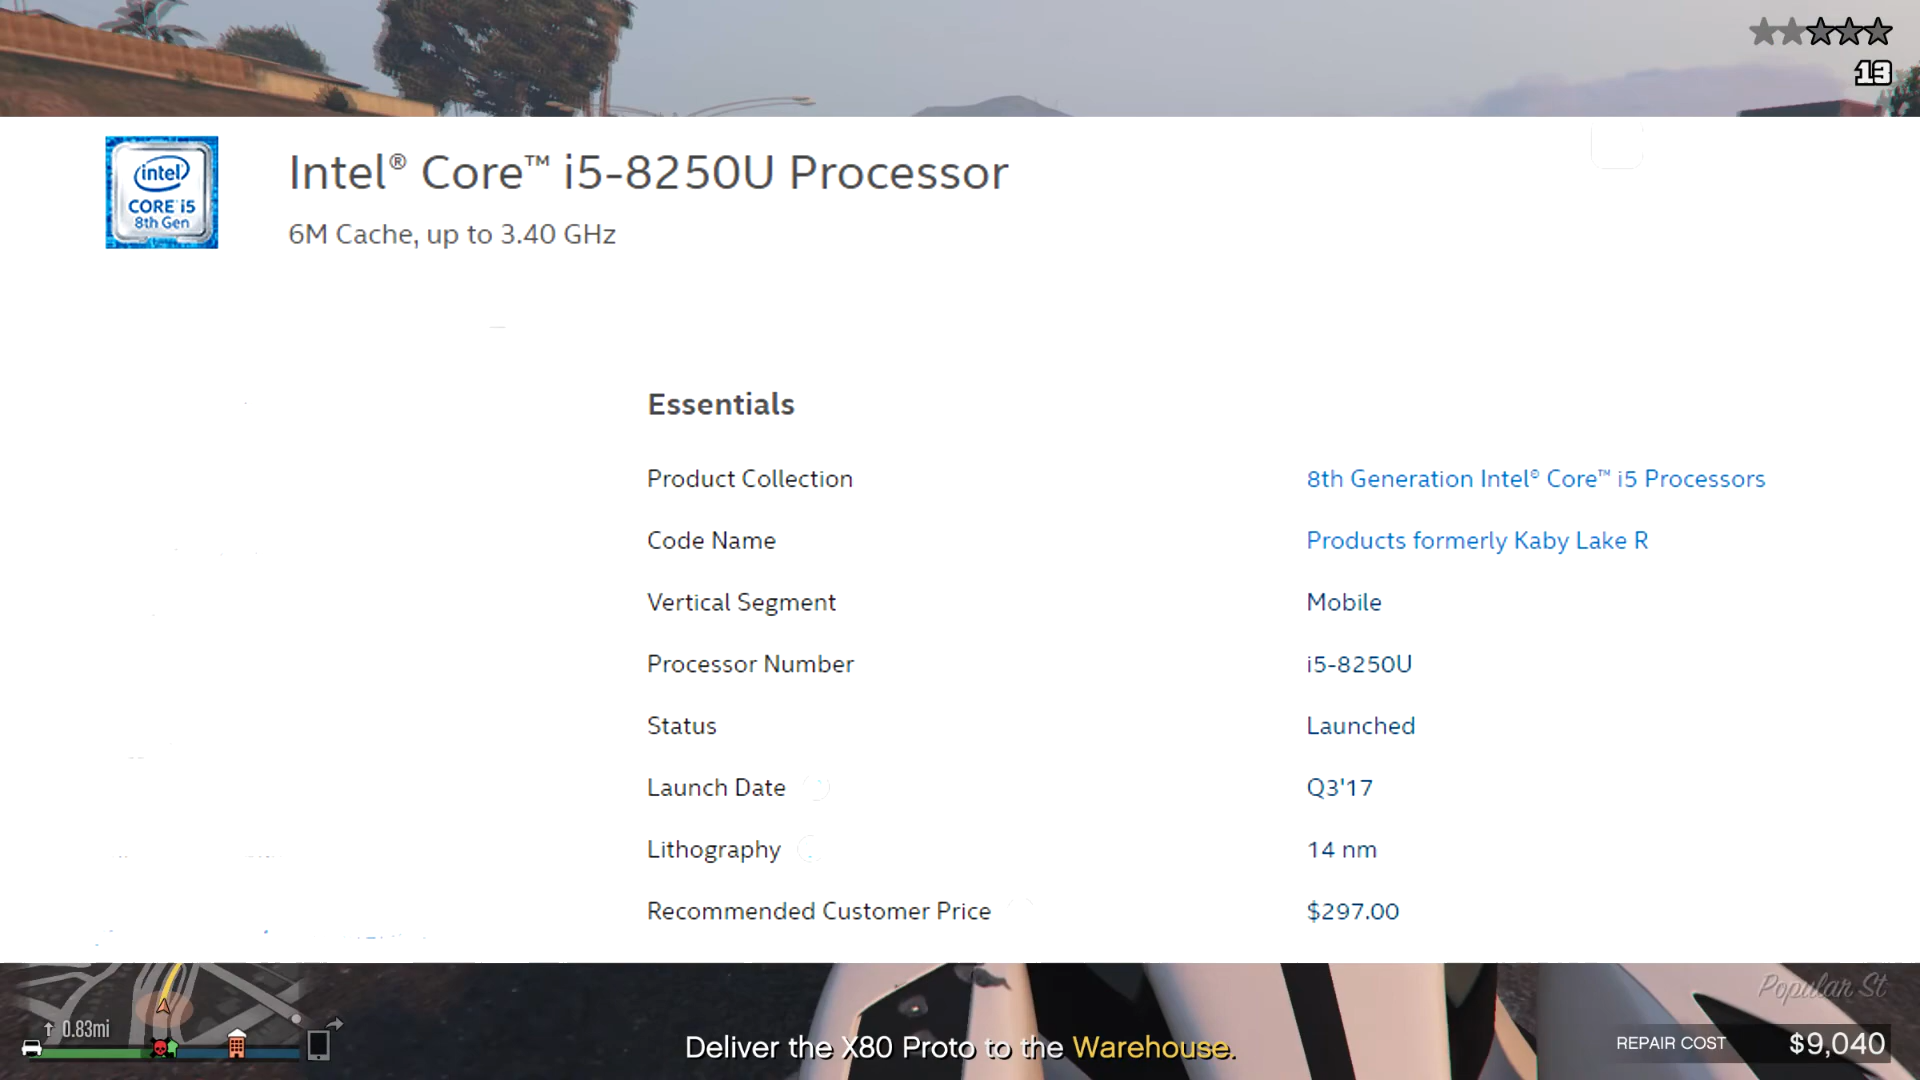 13
intel
CORE i5
8th Gen
Intel® Core™ i5-8250U Processor
6M Cache, up to 3.40 GHz
Essentials
Product Collection 8th Generation Intel® Core™ i5 Processors
Code Name Products formerly Kaby Lake R
Vertical Segment Mobile
Processor Number i5-8250U
Status Launched
Launch Date Q3'17
Lithography 14 nm
Recommended Customer Price $297.00
Popular St
0.83mi
Deliver the X80 Proto to the Warehouse.
REPAIR COST $9,040